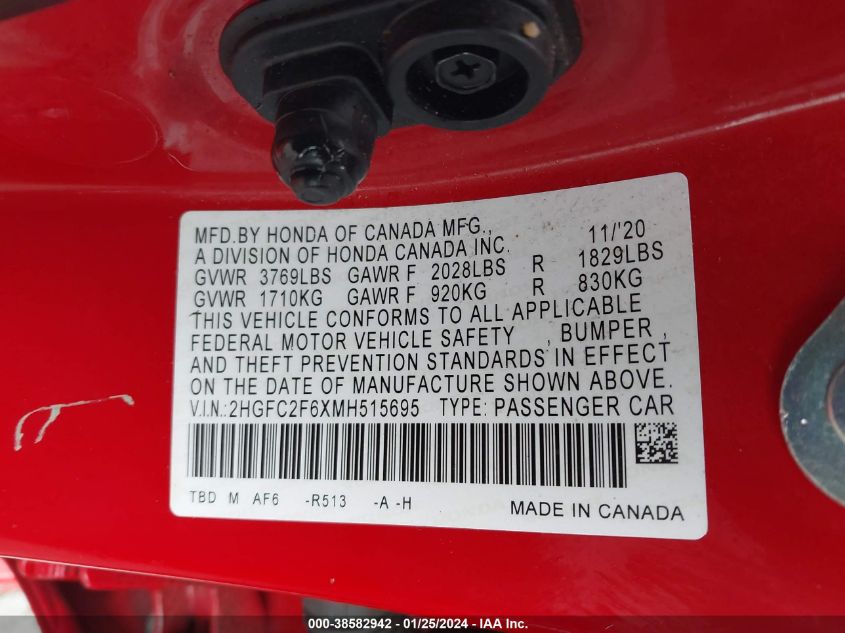 MFD.BY HONDA OF CANADA MFG., 11/'20
A DIVISION OF HONDA CANADA INC.
GVWR 3769LBS GAWR F 2028LBS R 1829LBS
GVWR 1710KG GAWR F 920KG R 830KG
THIS VEHICLE CONFORMS TO ALL APPLICABLE
FEDERAL MOTOR VEHICLE SAFETY , BUMPER ,
AND THEFT PREVENTION STANDARDS IN EFFECT
ON THE DATE OF MANUFACTURE SHOWN ABOVE.
V.I.N.:2HGFC2F6XMH515695 TYPE: PASSENGER CAR
TBD M AF6 -R513 -A -H
MADE IN CANADA
000-38582942 - 01/25/2024 - IAA Inc.